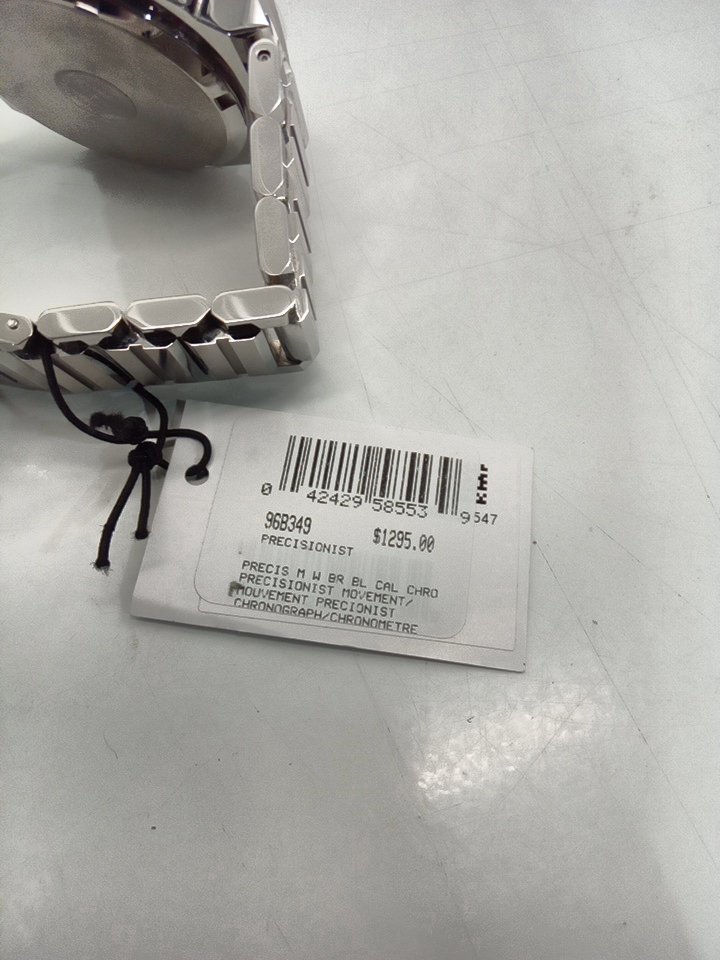 0 42429 58553 9 547
96B349 $1295.00
PRECISIONIST
PRECIS M W BR BL CAL CHRO
PRECISIONIST MOVEMENT/
MOUVEMENT PRECIONIST
CHRONOGRAPH/CHRONOMETRE